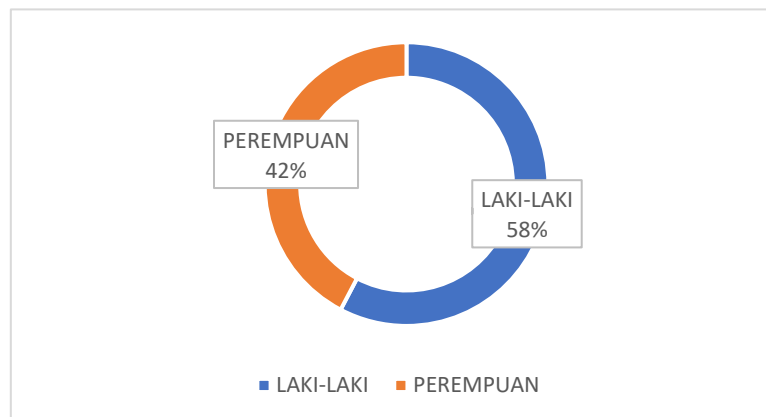 PEREMPUAN
42%
LAKI-LAKI
58%
LAKI-LAKI PEREMPUAN